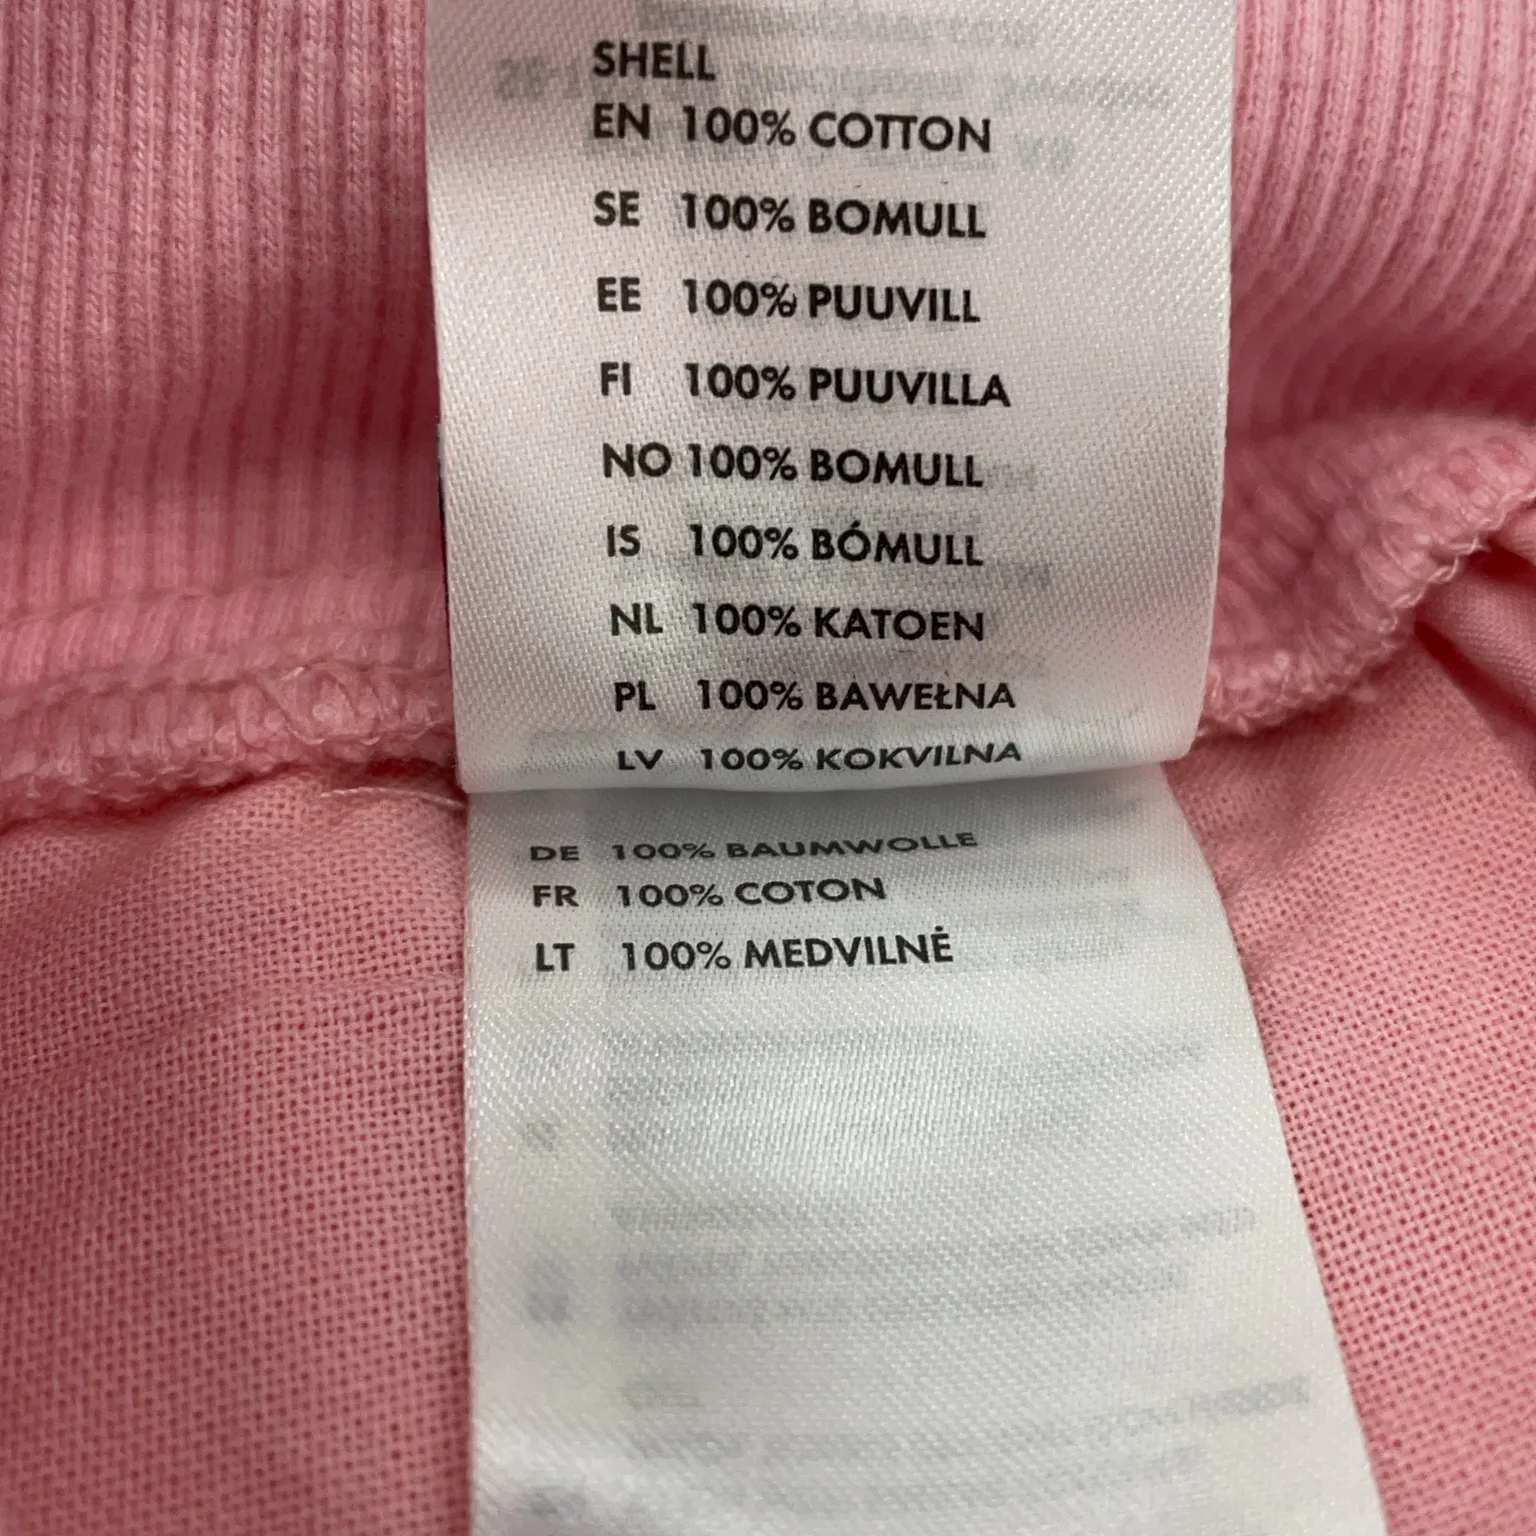 SHELL
EN 100% COTTON
SE 100% BOMULL
EE 100% PUUVILL
FI 100% PUUVILLA
NO 100% BOMULL
IS 100% BÓMULL
NL 100% KATOEN
PL 100% BAWEŁNA
LV 100% KOKVILNA
DE 100% BAUMWOLLE
FR 100% COTON
LT 100% MEDVILNĖ